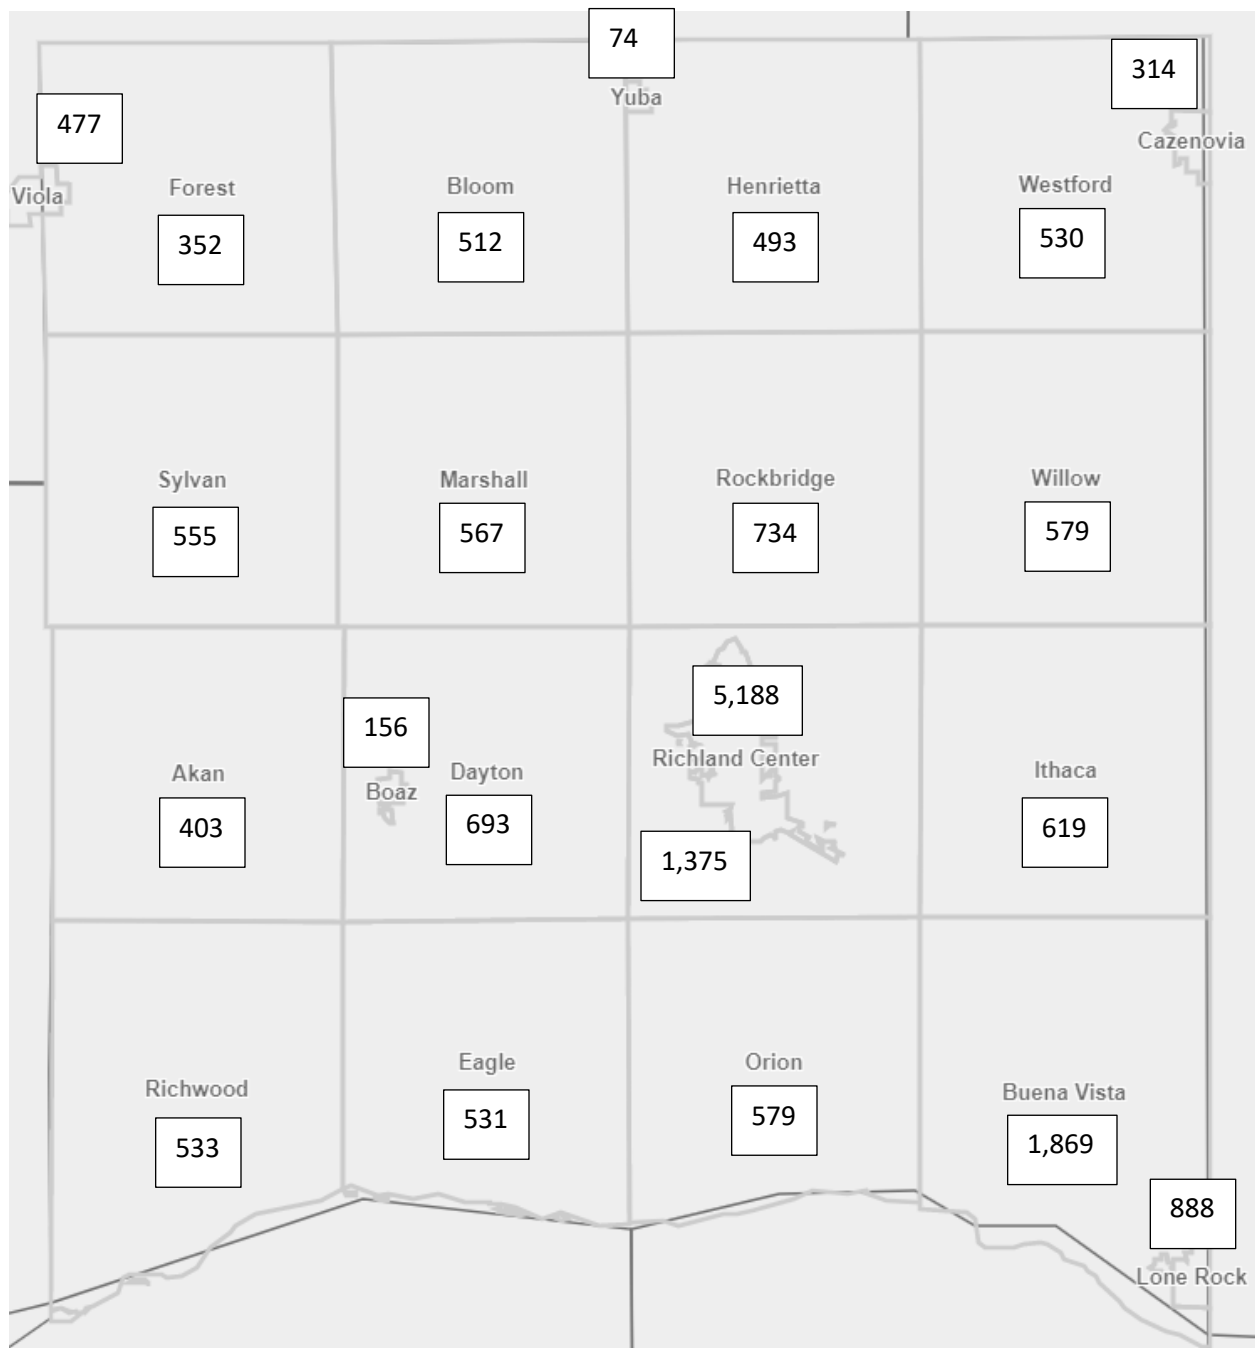 74
Yuba
314
Cazenovia
477
Viola
Forest
352
Bloom
512
Henrietta
493
Westford
530
Sylvan
555
Marshall
567
Rockbridge
734
Willow
579
Akan
403
156
Boaz
Dayton
693
5,188
Richland Center
1,375
Ithaca
619
Richwood
533
Eagle
531
Orion
579
Buena Vista
1,869
888
Lone Rock